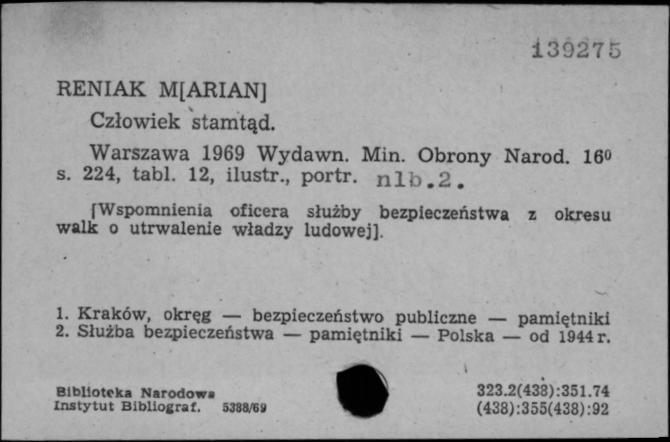 139275
RENIAK M[ARIAN]
Człowiek stamtąd.
Warszawa 1969 Wydawn. Min. Obrony Narod. 16⁰
s. 224, tabl. 12, ilustr., portr. nlb.2.
[Wspomnienia oficera służby bezpieczeństwa z okresu
walk o utrwalenie władzy ludowej].
1. Kraków, okręg — bezpieczeństwo publiczne — pamiętniki
2. Służba bezpieczeństwa — pamiętniki — Polska — od 1944 r.
Biblioteka Narodowa
Instytut Bibliograf. 5388/69
323.2(438):351.74
(438):355(438):92